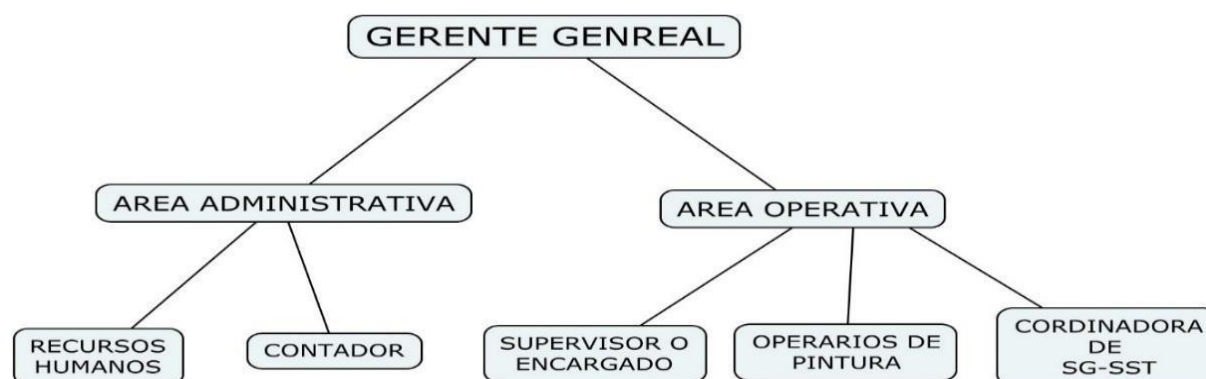 GERENTE GENREAL
AREA ADMINISTRATIVA
AREA OPERATIVA
RECURSOS
HUMANOS
CONTADOR
SUPERVISOR O
ENCARGADO
OPERARIOS DE
PINTURA
CORDINADORA
DE
SG-SST